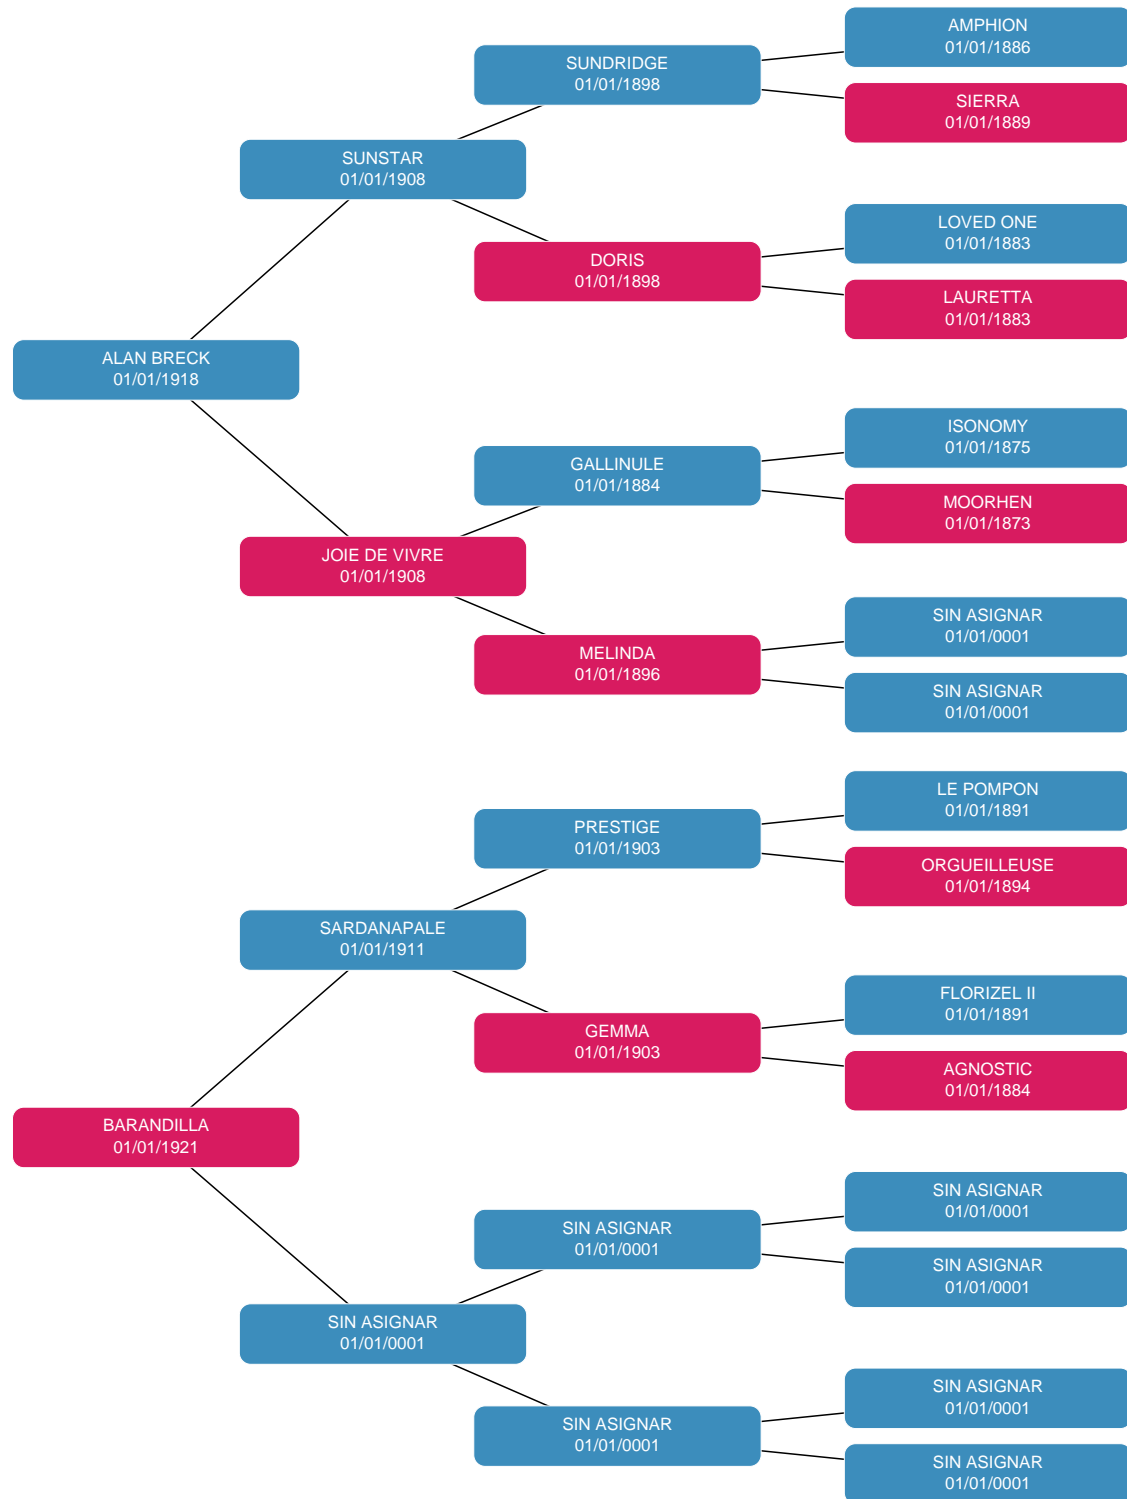 AMPHION
01/01/1886
SUNDRIDGE
01/01/1898
SIERRA
01/01/1889
SUNSTAR
01/01/1908
LOVED ONE
01/01/1883
DORIS
01/01/1898
LAURETTA
01/01/1883
ALAN BRECK
01/01/1918
ISONOMY
01/01/1875
GALLINULE
01/01/1884
MOORHEN
01/01/1873
JOIE DE VIVRE
01/01/1908
SIN ASIGNAR
01/01/0001
MELINDA
01/01/1896
SIN ASIGNAR
01/01/0001
LE POMPON
01/01/1891
PRESTIGE
01/01/1903
ORGUEILLEUSE
01/01/1894
SARDANAPALE
01/01/1911
FLORIZEL II
01/01/1891
GEMMA
01/01/1903
AGNOSTIC
01/01/1884
BARANDILLA
01/01/1921
SIN ASIGNAR
01/01/0001
SIN ASIGNAR
01/01/0001
SIN ASIGNAR
01/01/0001
SIN ASIGNAR
01/01/0001
SIN ASIGNAR
01/01/0001
SIN ASIGNAR
01/01/0001
SIN ASIGNAR
01/01/0001